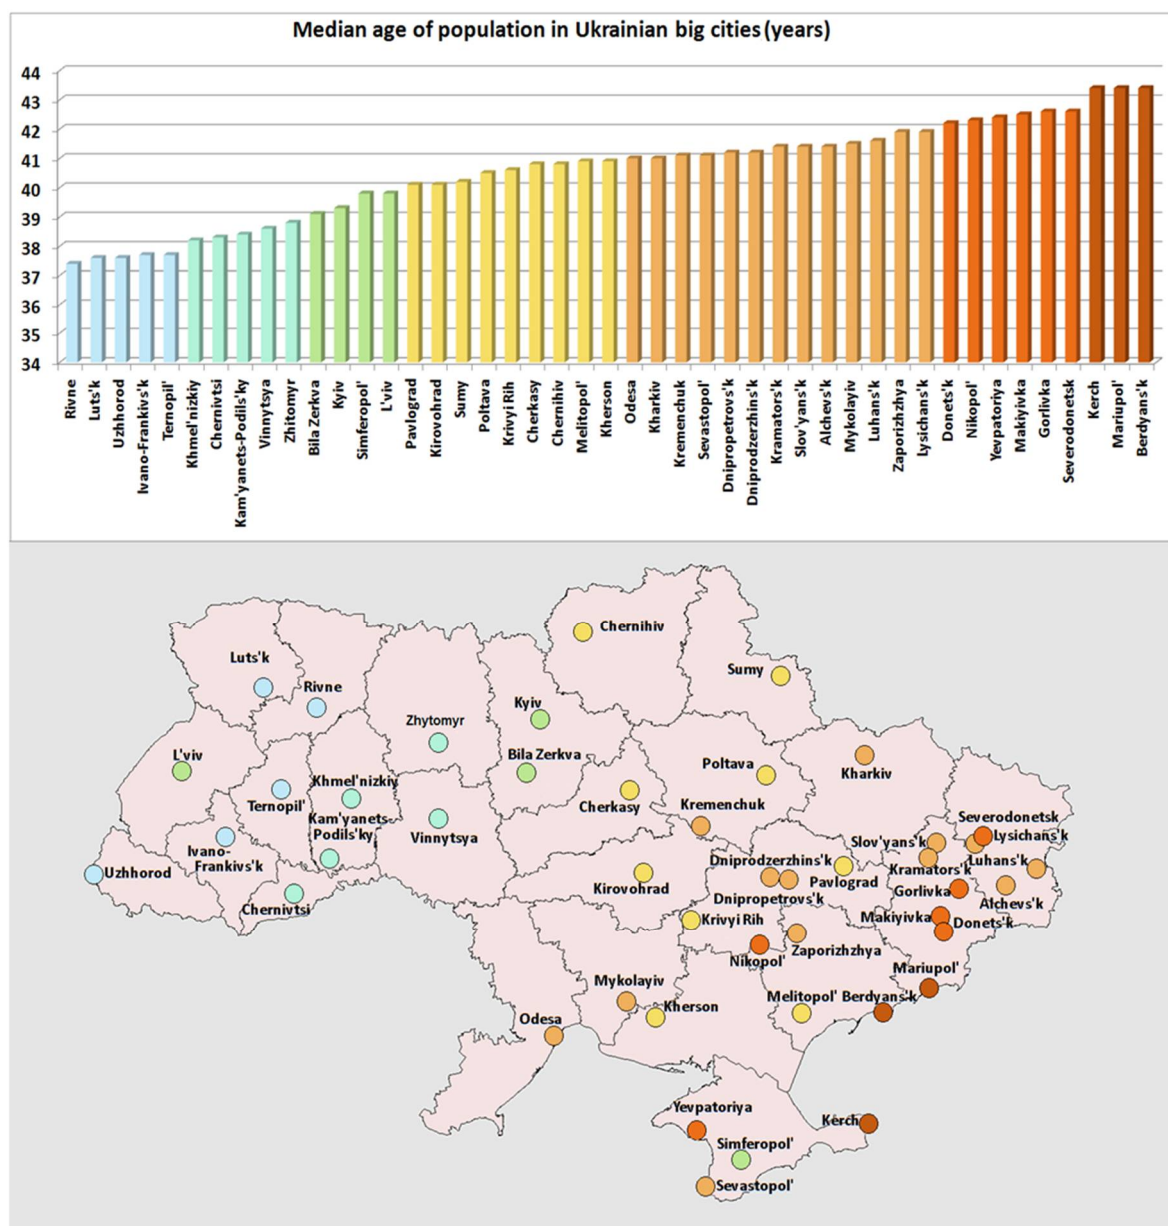 Median age of population in Ukrainian big cities (years)
44
43
42
41
40
39
38
37
36
35
34
Rivne
Luts'k
Uzhhorod
Ivano-Frankivs'k
Ternopil'
Khmel'nizkiy
Chernivtsi
Kam'yanets-Podils'ky
Vinnytsya
Zhitomyr
Bila Zerkva
Kyiv
Simferopol'
L'viv
Pavlograd
Kirovohrad
Sumy
Poltava
Krivyi Rih
Cherkasy
Chernihiv
Melitopol'
Kherson
Odesa
Kharkiv
Kremenchuk
Sevastopol'
Dnipropetrovs'k
Dniprodzerzhins'k
Kramators'k
Slov'yans'k
Alchevs'k
Mykolayiv
Luhans'k
Zaporizhzhya
Lysichans'k
Donets'k
Nikopol'
Yevpatoriya
Makiyivka
Gorlivka
Severodonetsk
Kerch
Mariupol'
Berdyans'k
Chernihiv
Luts'k
Sumy
Rivne
Kyiv
Zhytomyr
L'viv
Bila Zerkva
Poltava
Kharkiv
Khmel'nizkiy
Ternopil'
Cherkasy
Kremenchuk
Severodonetsk
Kam'yanets-
Podils'ky
Vinnytsya
Lysichans'k
Slov'yans'k
Ivano-
Frankivs'k
Dniprodzerzhins'k
Luhans'k
Kramators'k
Uzhhorod
Kirovohrad
Pavlograd
Gorlivka
Dnipropetrovs'k
Alchevs'k
Chernivtsi
Krivyi Rih
Makiyivka
Donets'k
Nikopol'
Zaporizhzhya
Mariupol'
Mykolayiv
Melitopol'
Berdyans'k
Kherson
Odesa
Yevpatoriya
Kerch
Simferopol'
Sevastopol'